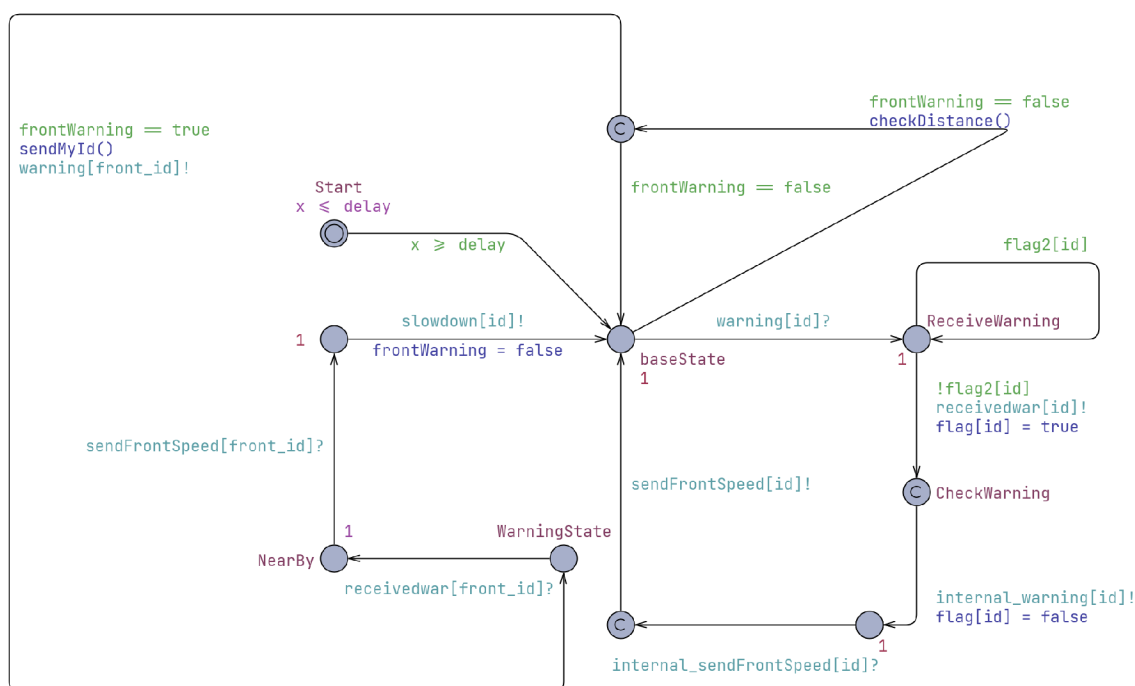 frontWarning == false
checkDistance()
frontWarning == true
sendMyId()
warning[front_id]!
C
Start
x ⩽ delay
frontWarning == false
x ⩾ delay
flag2[id]
slowdown[id]!
warning[id]?
ReceiveWarning
1
frontWarning = false
baseState
1
1
!flag2[id]
receivedwar[id]!
flag[id] = true
sendFrontSpeed[front_id]?
sendFrontSpeed[id]!
C
CheckWarning
1
WarningState
NearBy
receivedwar[front_id]?
internal_warning[id]!
flag[id] = false
C
1
internal_sendFrontSpeed[id]?